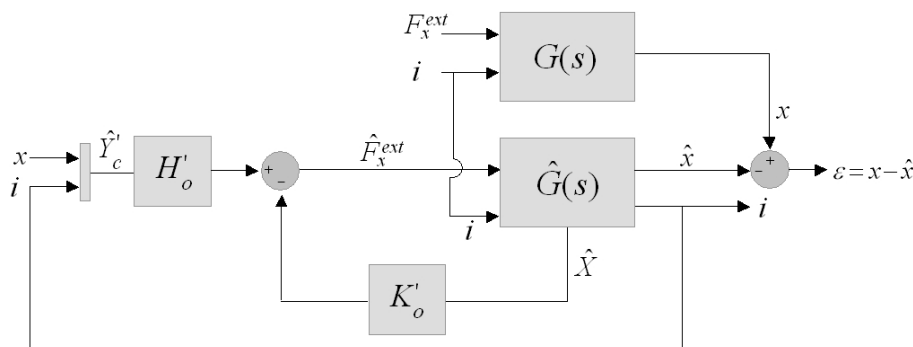 F_x^{ext}
G(s)
i
x
x
Ŷ'_c
H'_o
+
-
F̂_x^{ext}
x̂
+
-
ε = x - x̂
i
Ĝ(s)
i
i
X̂
K'_o